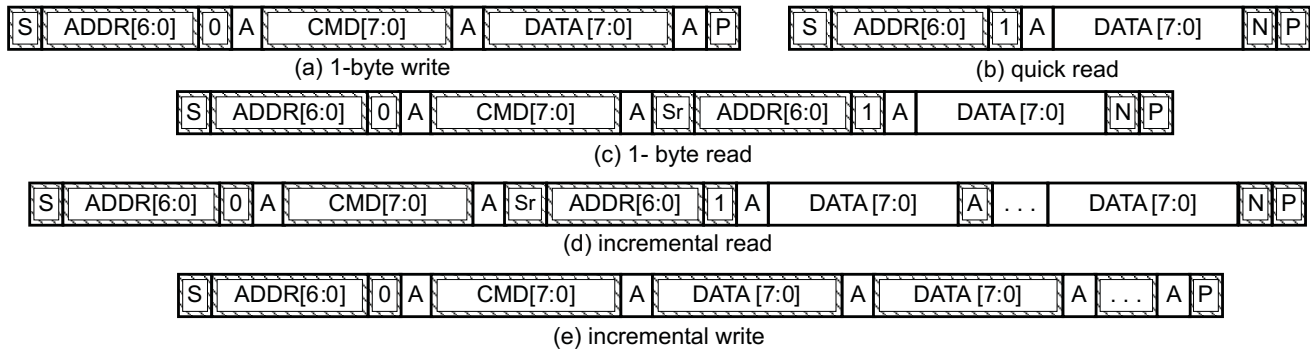 S ADDR[6:0] 0 A CMD[7:0] A DATA [7:0] A P
(a) 1-byte write
S ADDR[6:0] 1 A DATA [7:0] N P
(b) quick read
S ADDR[6:0] 0 A CMD[7:0] A Sr ADDR[6:0] 1 A DATA [7:0] N P
(c) 1- byte read
S ADDR[6:0] 0 A CMD[7:0] A Sr ADDR[6:0] 1 A DATA [7:0] A . . . DATA [7:0] N P
(d) incremental read
S ADDR[6:0] 0 A CMD[7:0] A DATA [7:0] A DATA [7:0] A . . . A P
(e) incremental write